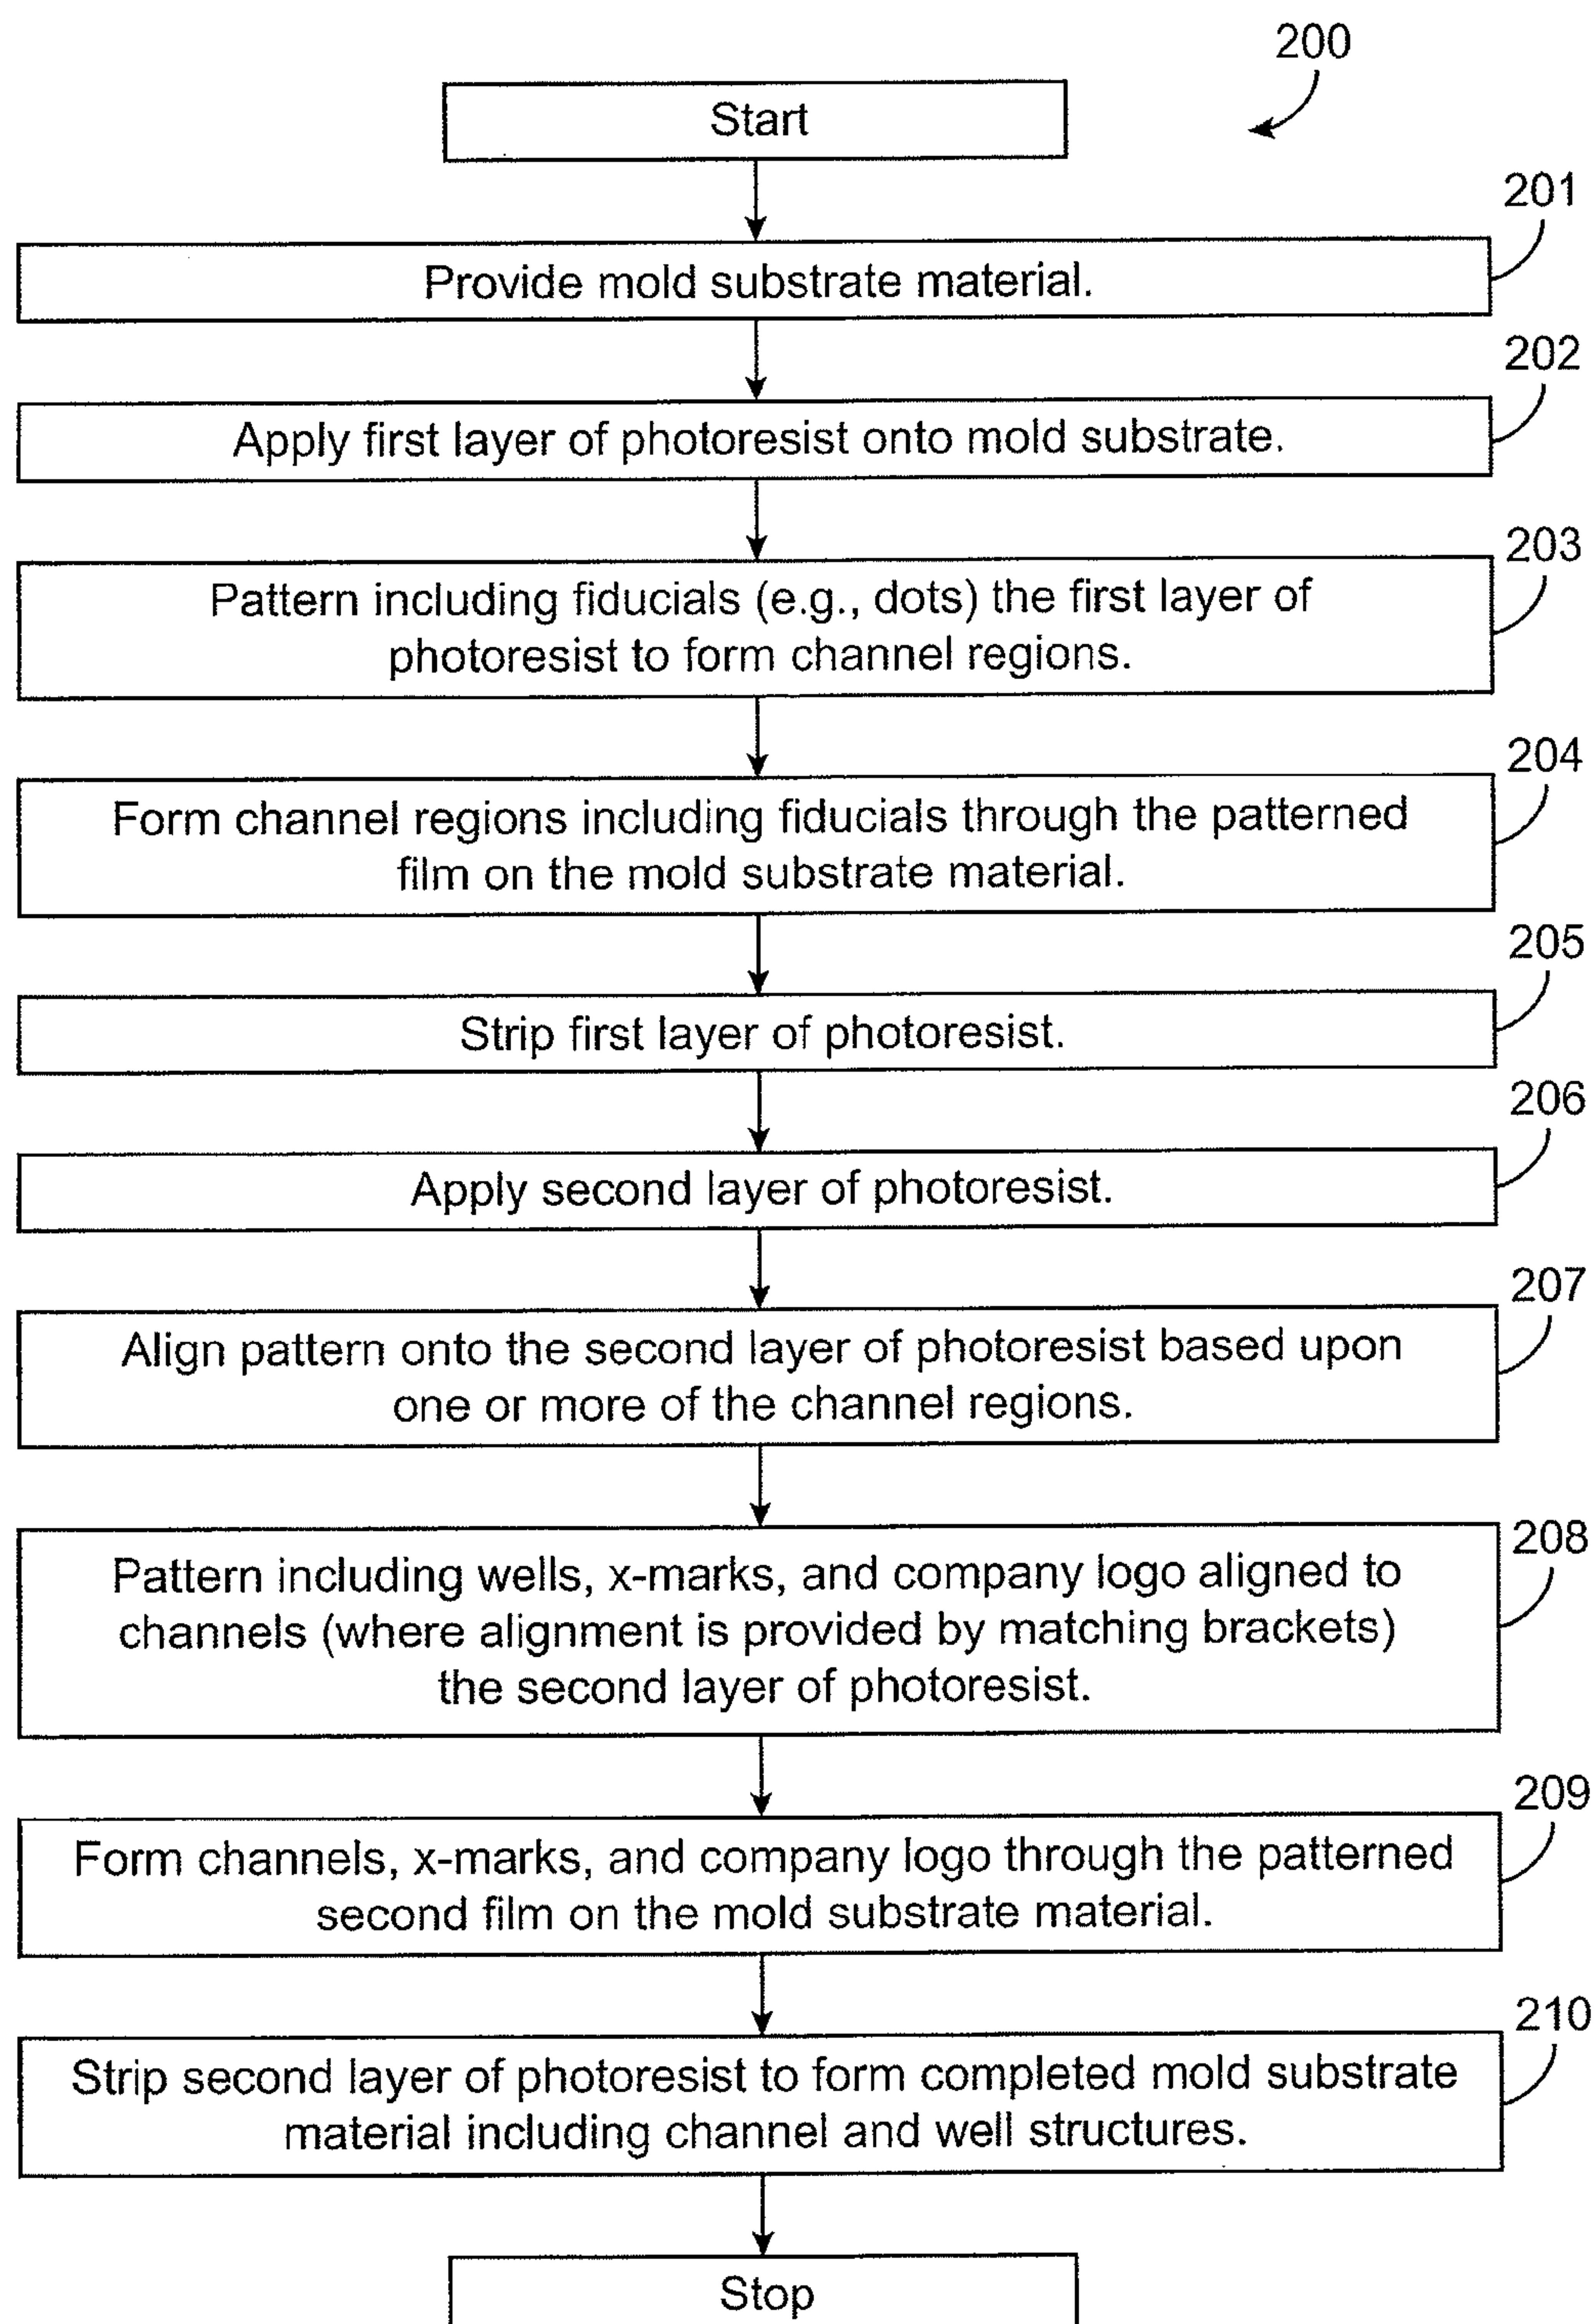 200
Start
201
Provide mold substrate material.
202
Apply first layer of photoresist onto mold substrate.
203
Pattern including fiducials (e.g., dots) the first layer of
photoresist to form channel regions.
204
Form channel regions including fiducials through the patterned
film on the mold substrate material.
205
Strip first layer of photoresist.
206
Apply second layer of photoresist.
207
Align pattern onto the second layer of photoresist based upon
one or more of the channel regions.
208
Pattern including wells, x-marks, and company logo aligned to
channels (where alignment is provided by matching brackets)
the second layer of photoresist.
209
Form channels, x-marks, and company logo through the patterned
second film on the mold substrate material.
210
Strip second layer of photoresist to form completed mold substrate
material including channel and well structures.
Stop